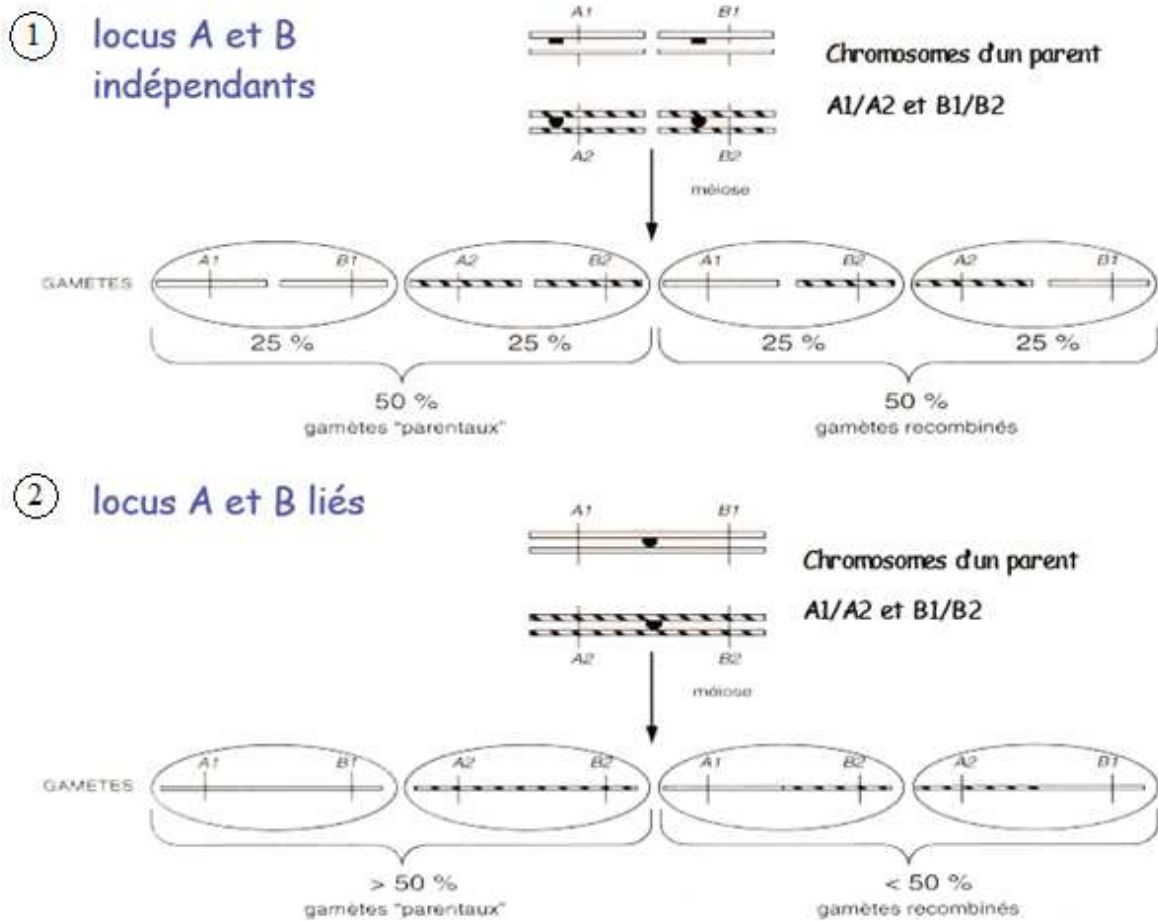 1 locus A et B
indépendants
A1 B1
Chromosomes d'un parent
A1/A2 et B1/B2
A2 B2
méiose
GAMÈTES
A1 B1 A2 B2 A1 B2 A2 B1
25 % 25 % 25 % 25 %
50 % 50 %
gamètes "parentaux" gamètes recombinés
2 locus A et B liés
A1 B1
Chromosomes d'un parent
A1/A2 et B1/B2
A2 B2
méiose
GAMÈTES
A1 B1 A2 B2 A1 B2 A2 B1
> 50 % < 50 %
gamètes "parentaux" gamètes recombinés